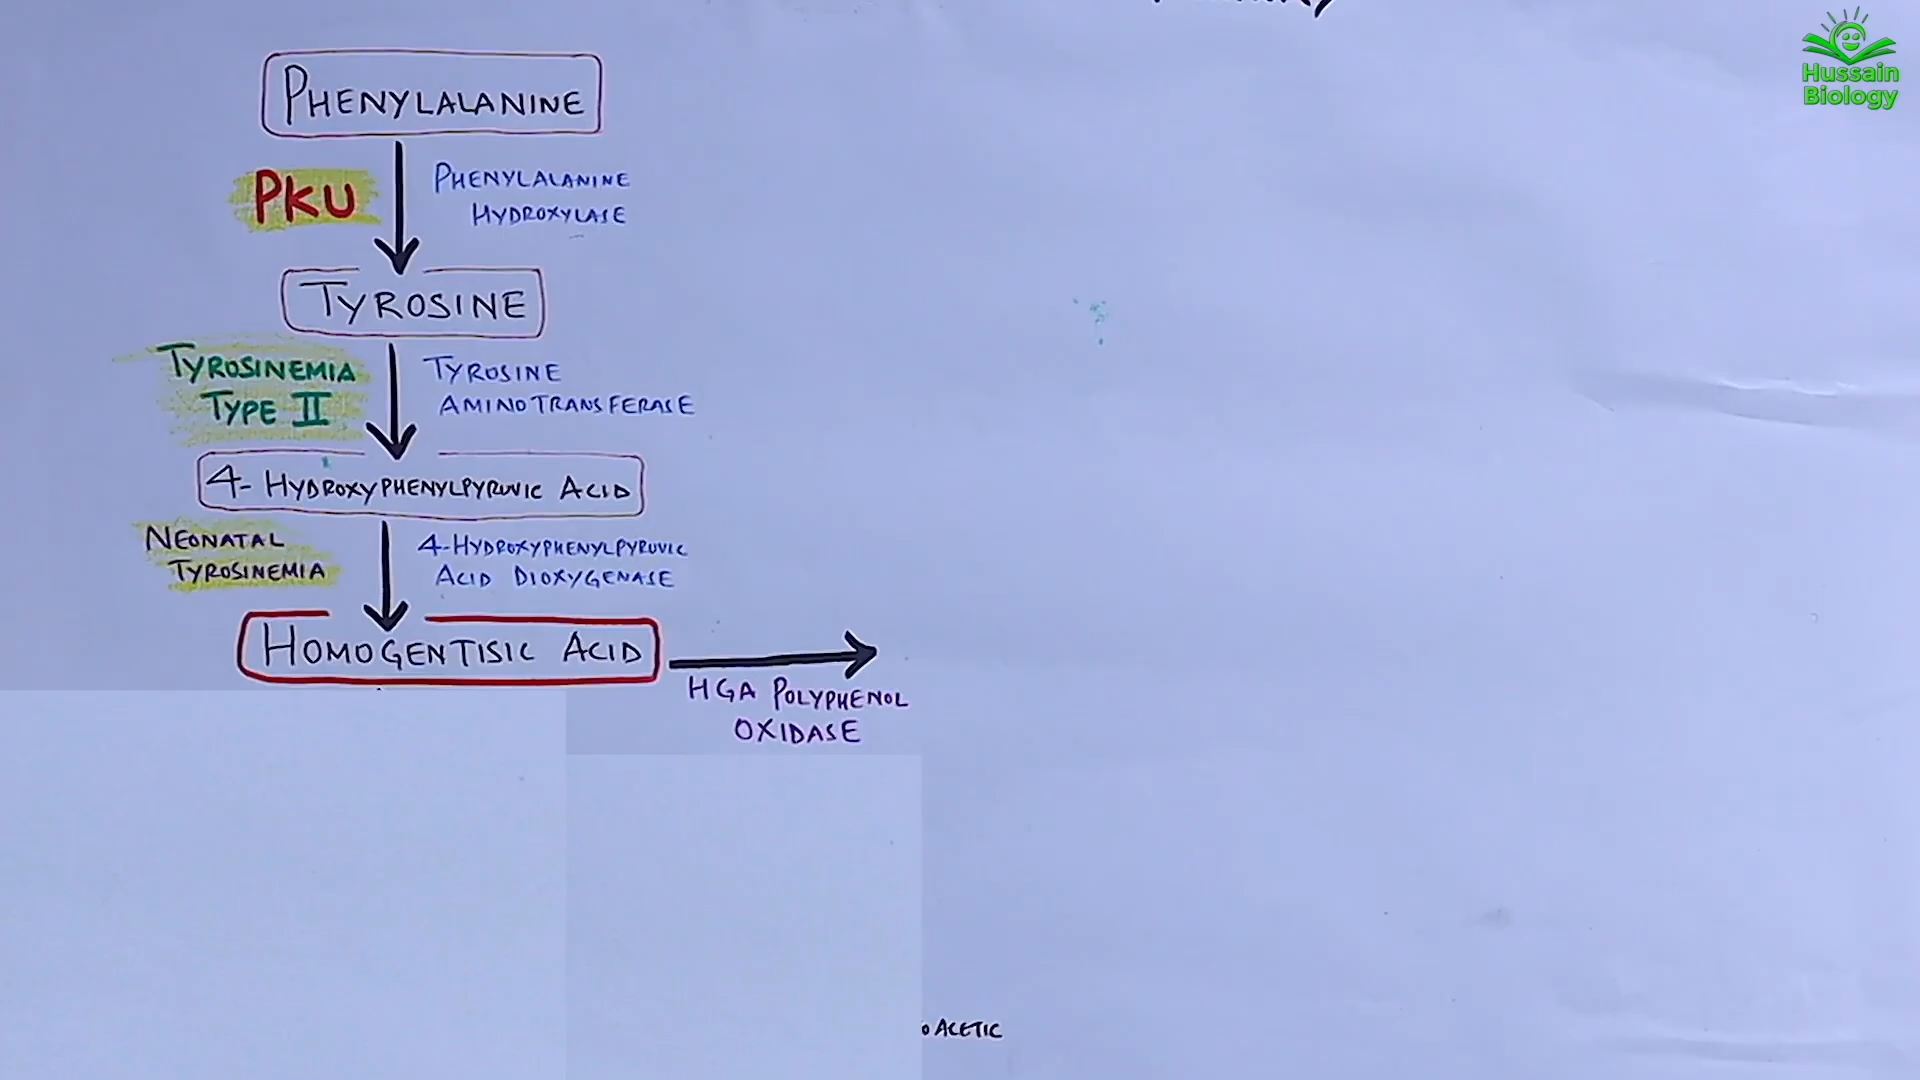 Hussain
Biology
PHENYLALANINE
PKU
PHENYLALANINE
HYDROXYLASE
TYROSINE
TYROSINEMIA
TYPE II
TYROSINE
AMINOTRANSFERASE
4-HYDROXYPHENYLPYRUVIC ACID
NEONATAL
TYROSINEMIA
4-HYDROXYPHENYLPYRUVIC
ACID DIOXYGENASE
HOMOGENTISIC ACID
HGA POLYPHENOL
OXIDASE
ACETIC